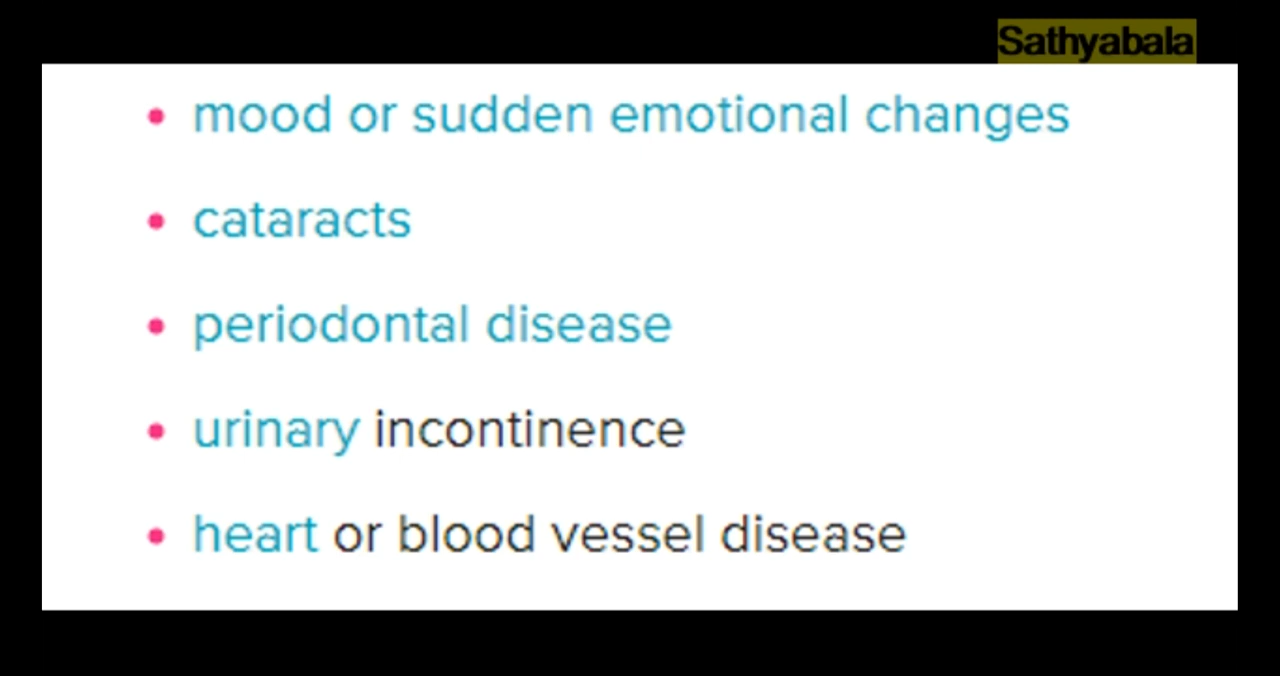 Sathyabala
• mood or sudden emotional changes
• cataracts
• periodontal disease
• urinary incontinence
• heart or blood vessel disease